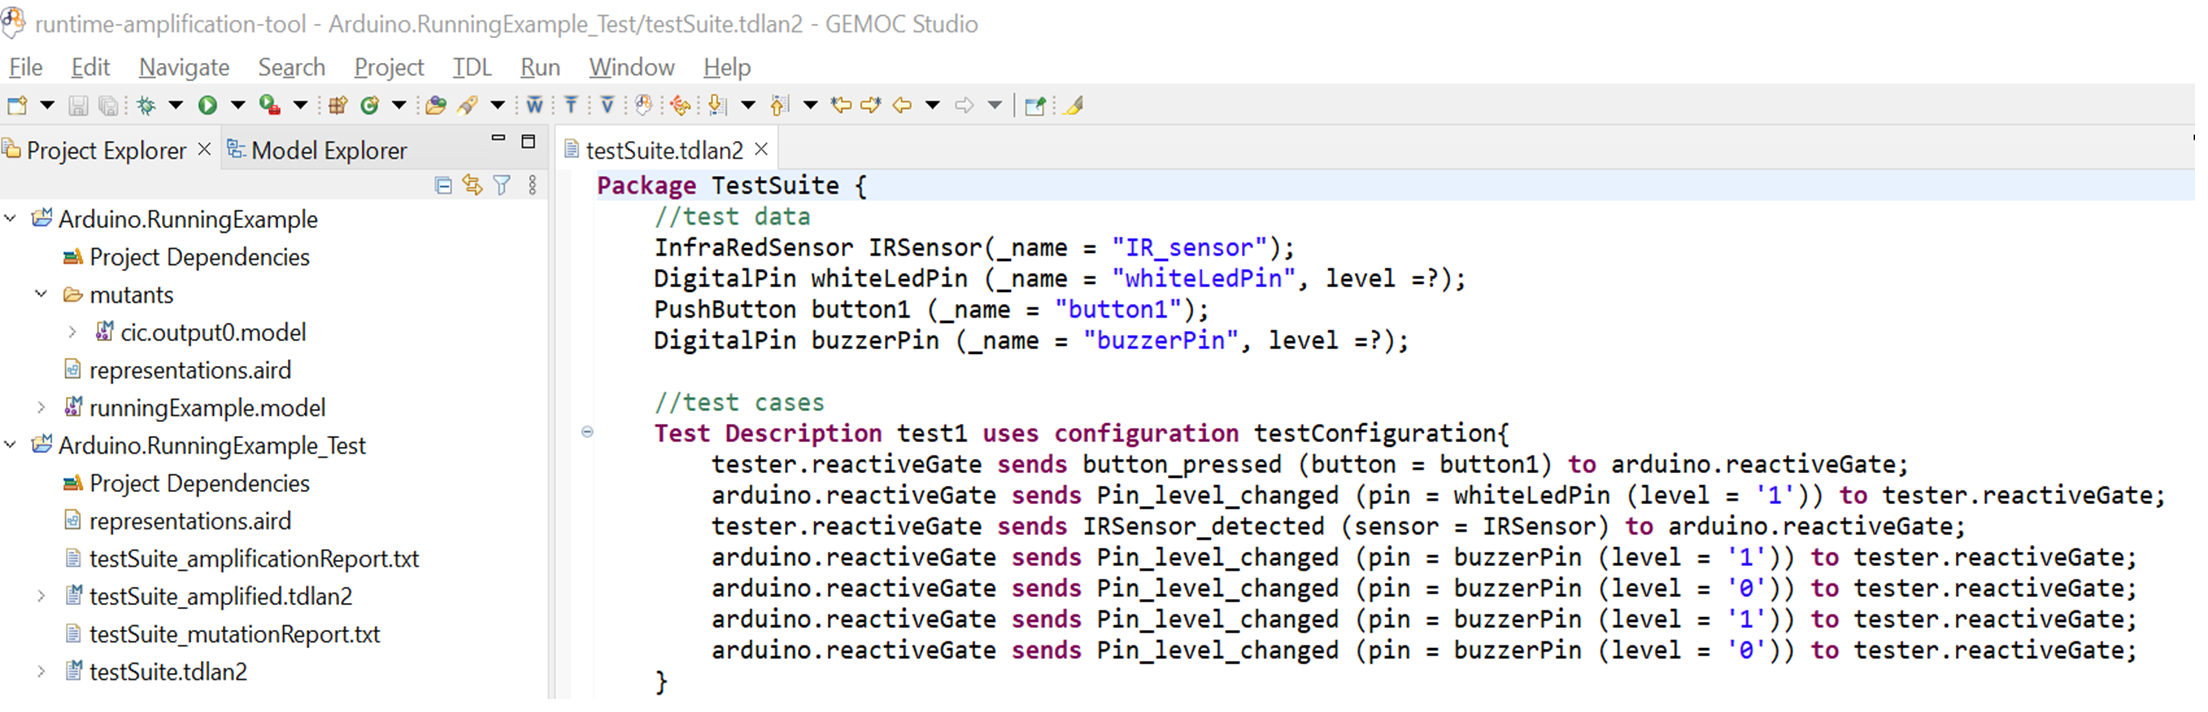 runtime-amplification-tool - Arduino.RunningExample_Test/testSuite.tdlan2 - GEMOC Studio
File Edit Navigate Search Project TDL Run Window Help
W T V
Project Explorer Model Explorer
Arduino.RunningExample
Project Dependencies
mutants
cic.output0.model
representations.aird
runningExample.model
Arduino.RunningExample_Test
Project Dependencies
representations.aird
testSuite_amplificationReport.txt
testSuite_amplified.tdlan2
testSuite_mutationReport.txt
testSuite.tdlan2
testSuite.tdlan2
Package TestSuite {
//test data
InfraRedSensor IRSensor(_name = "IR_sensor");
DigitalPin whiteLedPin (_name = "whiteLedPin", level =?);
PushButton button1 (_name = "button1");
DigitalPin buzzerPin (_name = "buzzerPin", level =?);
//test cases
Test Description test1 uses configuration testConfiguration{
tester.reactiveGate sends button_pressed (button = button1) to arduino.reactiveGate;
arduino.reactiveGate sends Pin_level_changed (pin = whiteLedPin (level = '1')) to tester.reactiveGate;
tester.reactiveGate sends IRSensor_detected (sensor = IRSensor) to arduino.reactiveGate;
arduino.reactiveGate sends Pin_level_changed (pin = buzzerPin (level = '1')) to tester.reactiveGate;
arduino.reactiveGate sends Pin_level_changed (pin = buzzerPin (level = '0')) to tester.reactiveGate;
arduino.reactiveGate sends Pin_level_changed (pin = buzzerPin (level = '1')) to tester.reactiveGate;
arduino.reactiveGate sends Pin_level_changed (pin = buzzerPin (level = '0')) to tester.reactiveGate;
}